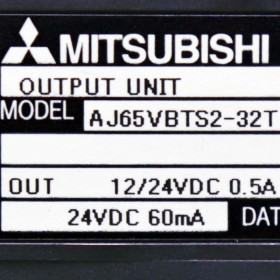 MITSUBISHI
OUTPUT UNIT
MODEL AJ65VBTS2-32T
OUT 12/24VDC 0.5A
24VDC 60mA DAT